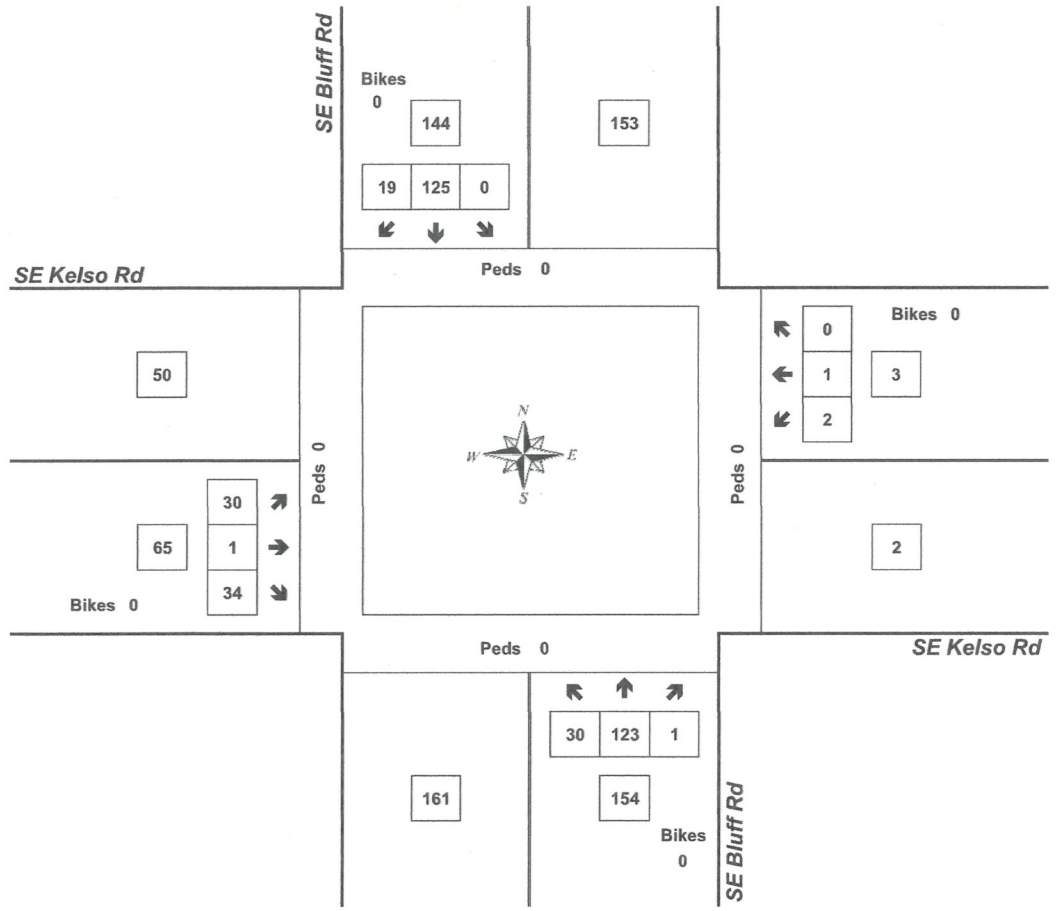 SE Bluff Rd
Bikes
0
144
153
19 125 0
Peds 0
SE Kelso Rd
Bikes 0
0
1
2
3
50
N
W E
S
Peds 0
Peds 0
30
1
34
65
Bikes 0
2
Peds 0
SE Kelso Rd
30 123 1
161
154
Bikes
0
SE Bluff Rd